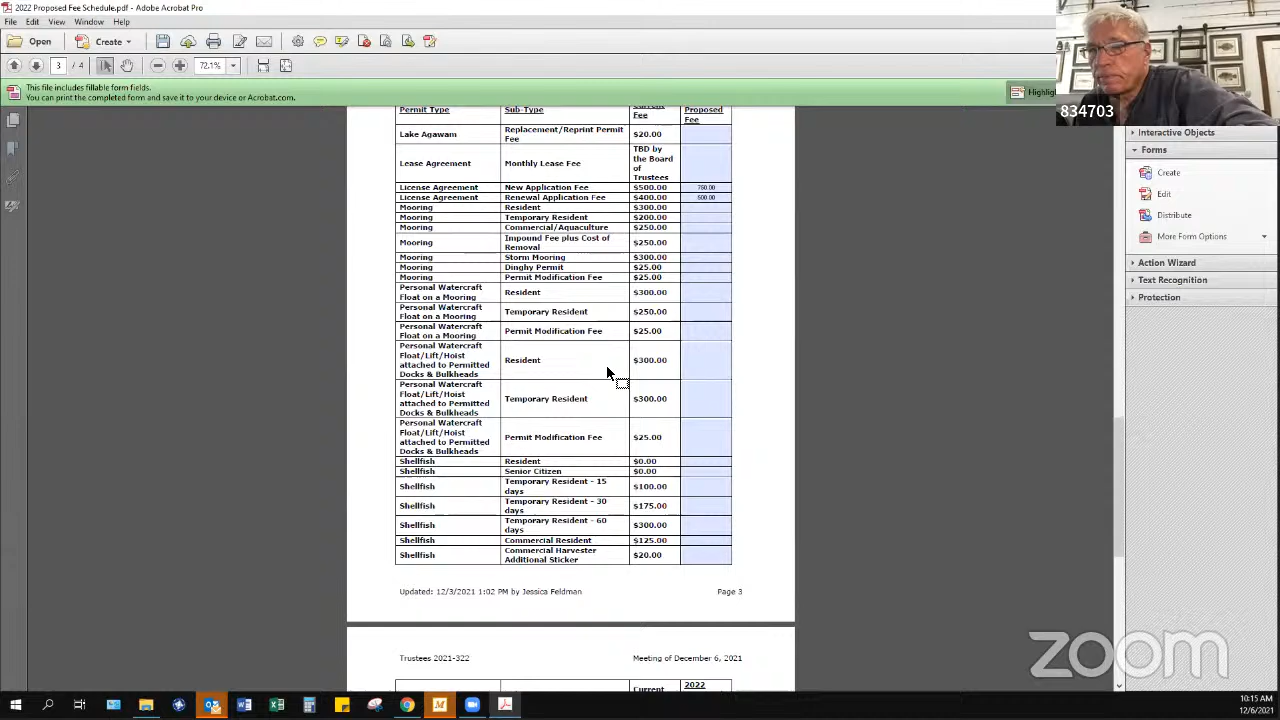 2022 Proposed Fee Schedule.pdf - Adobe Acrobat Pro
File Edit View Window Help
Open Create
3 / 4 72.1%
This file includes fillable form fields.
You can print the completed form and save it to your device or Acrobat.com.
Highlig
834703
Interactive Objects
Forms
Create
Edit
Distribute
More Form Options
Action Wizard
Text Recognition
Protection
Permit Type Sub-Type Current Fee Proposed Fee
Lake Agawam Replacement/Reprint Permit Fee $20.00
Lease Agreement Monthly Lease Fee TBD by the Board of Trustees
License Agreement New Application Fee $500.00 750.00
License Agreement Renewal Application Fee $400.00 500.00
Mooring Resident $300.00
Mooring Temporary Resident $200.00
Mooring Commercial/Aquaculture $250.00
Mooring Impound Fee plus Cost of Removal $250.00
Mooring Storm Mooring $300.00
Mooring Dinghy Permit $25.00
Mooring Permit Modification Fee $25.00
Personal Watercraft Float on a Mooring Resident $300.00
Personal Watercraft Float on a Mooring Temporary Resident $250.00
Personal Watercraft Float on a Mooring Permit Modification Fee $25.00
Personal Watercraft Float/Lift/Hoist attached to Permitted Docks & Bulkheads Resident $300.00
Personal Watercraft Float/Lift/Hoist attached to Permitted Docks & Bulkheads Temporary Resident $300.00
Personal Watercraft Float/Lift/Hoist attached to Permitted Docks & Bulkheads Permit Modification Fee $25.00
Shellfish Resident $0.00
Shellfish Senior Citizen $0.00
Shellfish Temporary Resident - 15 days $100.00
Shellfish Temporary Resident - 30 days $175.00
Shellfish Temporary Resident - 60 days $300.00
Shellfish Commercial Resident $125.00
Shellfish Commercial Harvester Additional Sticker $20.00
Updated: 12/3/2021 1:02 PM by Jessica Feldman Page 3
Trustees 2021-322 Meeting of December 6, 2021
Current 2022
zoom
10:15 AM
12/6/2021